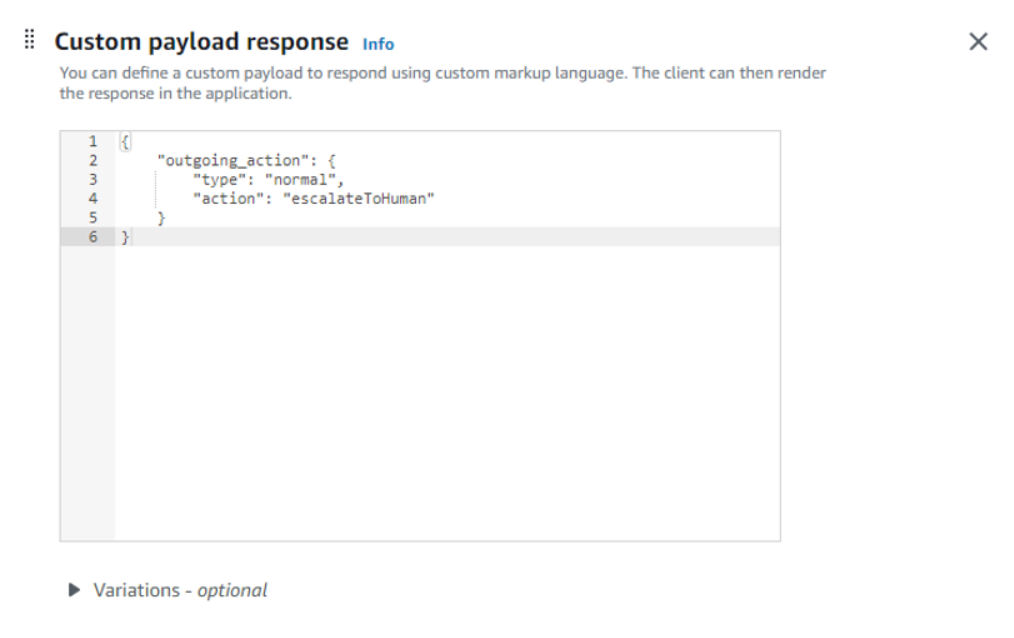 Custom payload response Info
You can define a custom payload to respond using custom markup language. The client can then render
the response in the application.
1 {
2     "outgoing_action": {
3         "type": "normal",
4         "action": "escalateToHuman"
5     }
6 }
Variations - optional